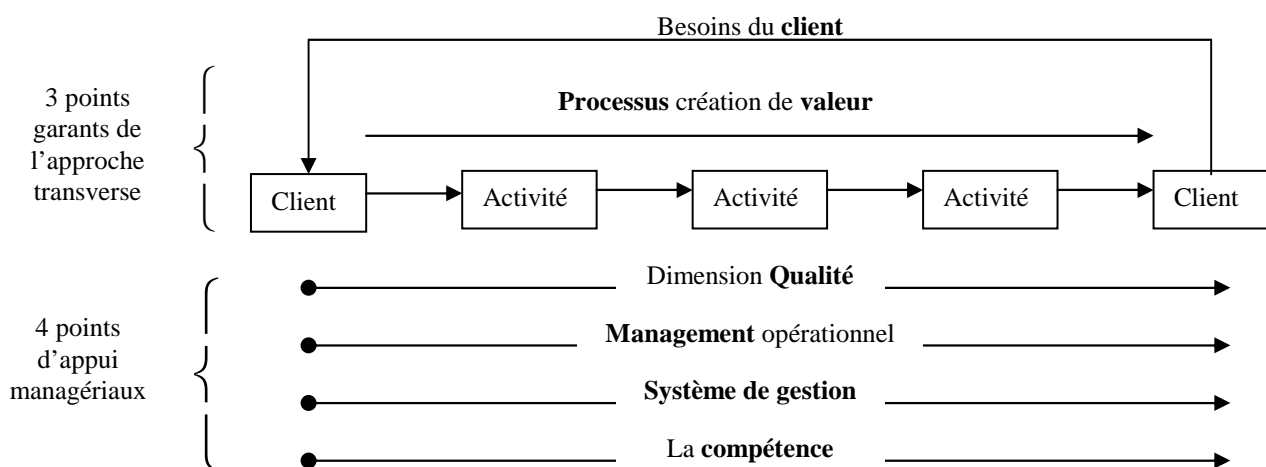 Besoins du client
3 points
garants de
l’approche
transverse
Processus création de valeur
Client
Activité
Activité
Activité
Client
4 points
d’appui
managériaux
Dimension Qualité
Management opérationnel
Système de gestion
La compétence